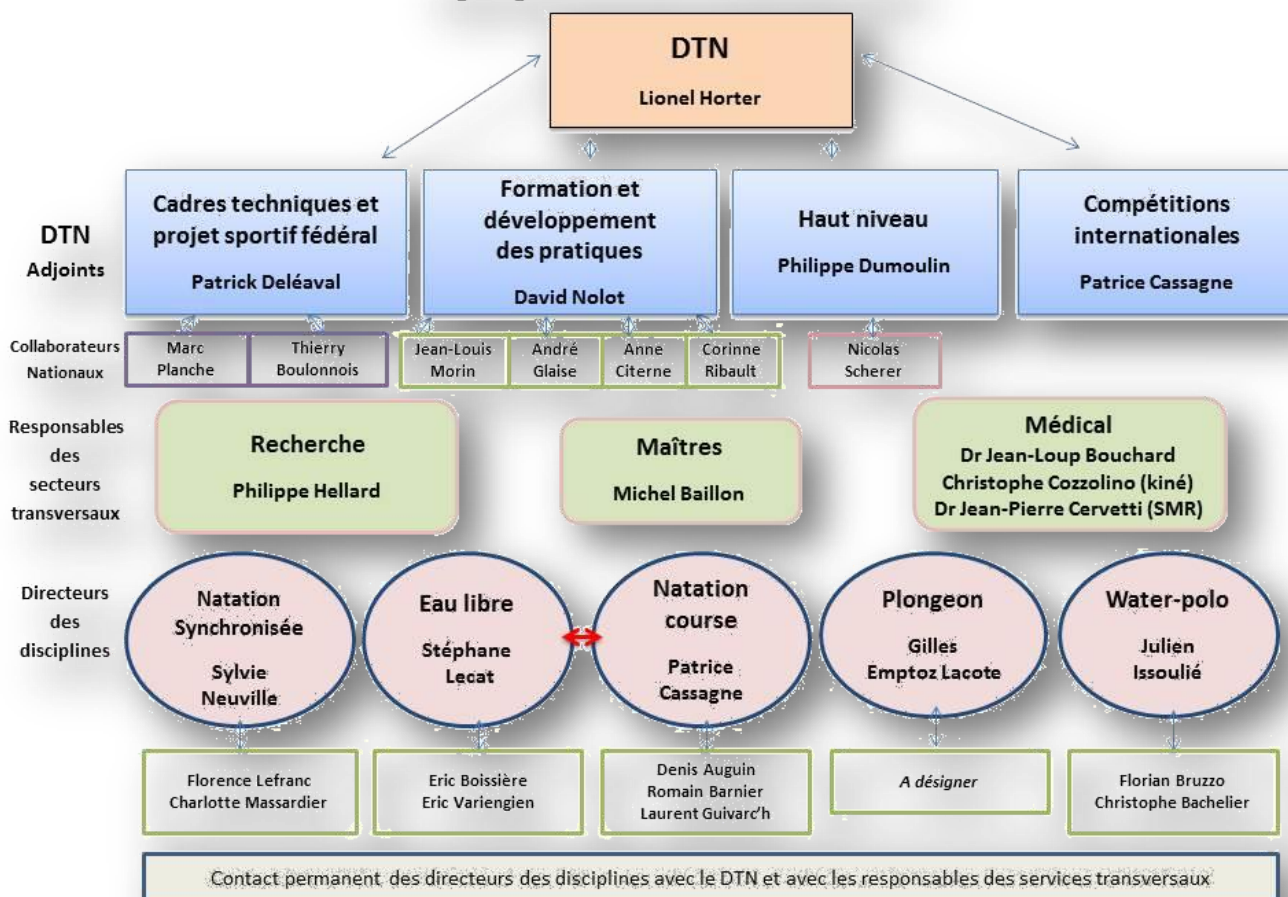 DTN
Lionel Horter
DTN
Adjoints
Cadres techniques et
projet sportif fédéral
Patrick Deléaval
Formation et
développement
des pratiques
David Nolot
Haut niveau
Philippe Dumoulin
Compétitions
internationales
Patrice Cassagne
Collaborateurs
Nationaux
Marc
Planche
Thierry
Boulonnois
Jean-Louis
Morin
André
Glaise
Anne
Citerne
Corinne
Ribault
Nicolas
Scherer
Responsables
des
secteurs
transversaux
Recherche
Philippe Hellard
Maîtres
Michel Baillon
Médical
Dr Jean-Loup Bouchard
Christophe Cozzolino (kiné)
Dr Jean-Pierre Cervetti (SMR)
Directeurs
des
disciplines
Natation
Synchronisée
Sylvie
Neuville
Eau libre
Stéphane
Lecat
Natation
course
Patrice
Cassagne
Plongeon
Gilles
Emptoz Lacote
Water-polo
Julien
Issoulié
Florence Lefranc
Charlotte Massardier
Eric Boissière
Eric Variengien
Denis Auguin
Romain Barnier
Laurent Guivarc'h
A désigner
Florian Bruzzo
Christophe Bachelier
Contact permanent des directeurs des disciplines avec le DTN et avec les responsables des services transversaux